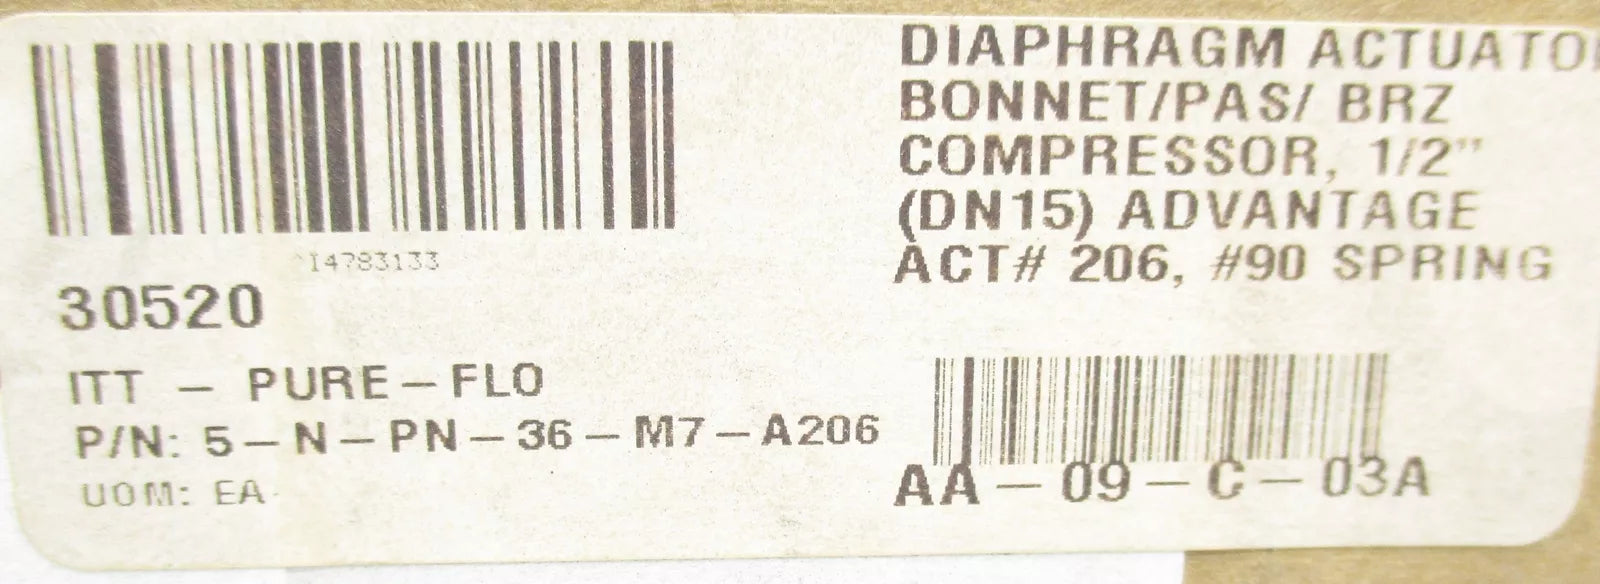 DIAPHRAGM ACTUATO
BONNET/PAS/ BRZ
COMPRESSOR, 1/2"
(DN15) ADVANTAGE
ACT# 206, #90 SPRING
I4783133
30520
ITT - PURE-FLO
P/N: 5-N-PN-36-M7-A206
UOM: EA
AA-09-C-03A